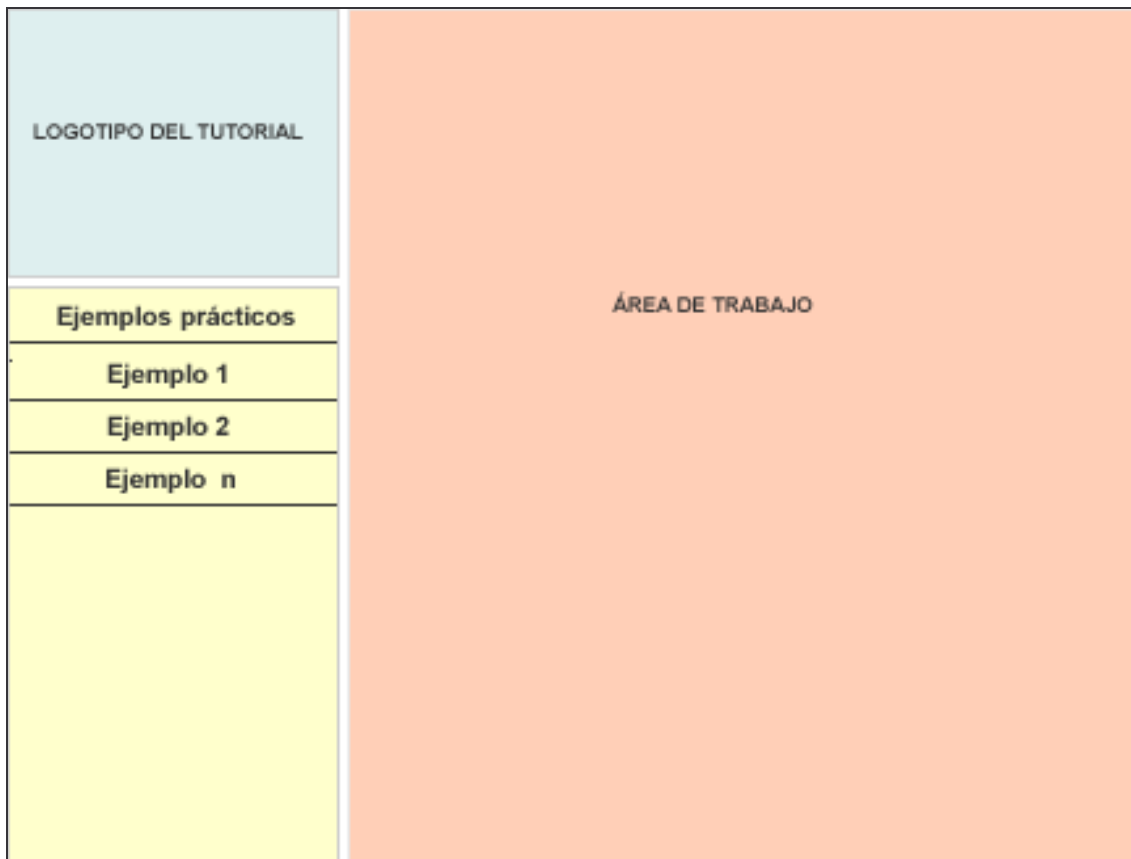 LOGOTIPO DEL TUTORIAL
Ejemplos prácticos
Ejemplo 1
Ejemplo 2
Ejemplo n
ÁREA DE TRABAJO